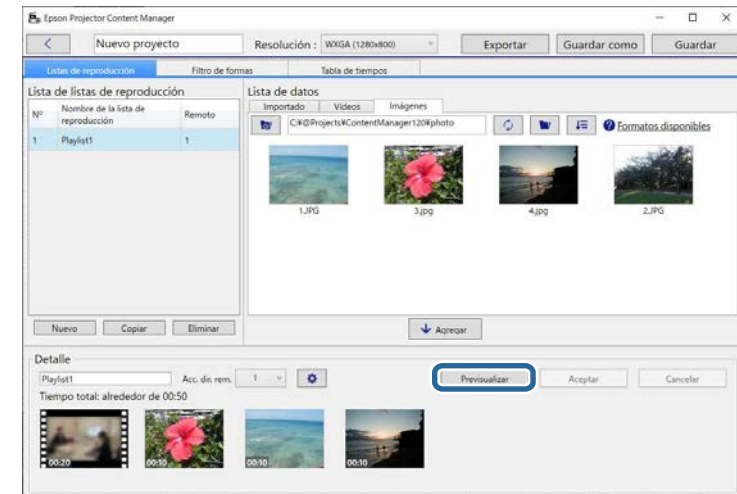 Epson Projector Content Manager
Nuevo proyecto
Resolución : WXGA (1280x800)
Exportar
Guardar como
Guardar
Listas de reproducción
Filtro de formas
Tabla de tiempos
Lista de listas de reproducción
Nº
Nombre de la lista de
reproducción
Remoto
1 Playlist1 1
Nuevo
Copiar
Eliminar
Lista de datos
Importado
Vídeos
Imágenes
C:¥@Projects¥ContentManager120¥photo
Formatos disponibles
1.JPG
3.jpg
4.jpg
2.JPG
Agregar
Detalle
Playlist1
Acc. dir. rem.
1
Previsualizar
Aceptar
Cancelar
Tiempo total: alrededor de 00:50
00:20
00:10
00:10
00:10